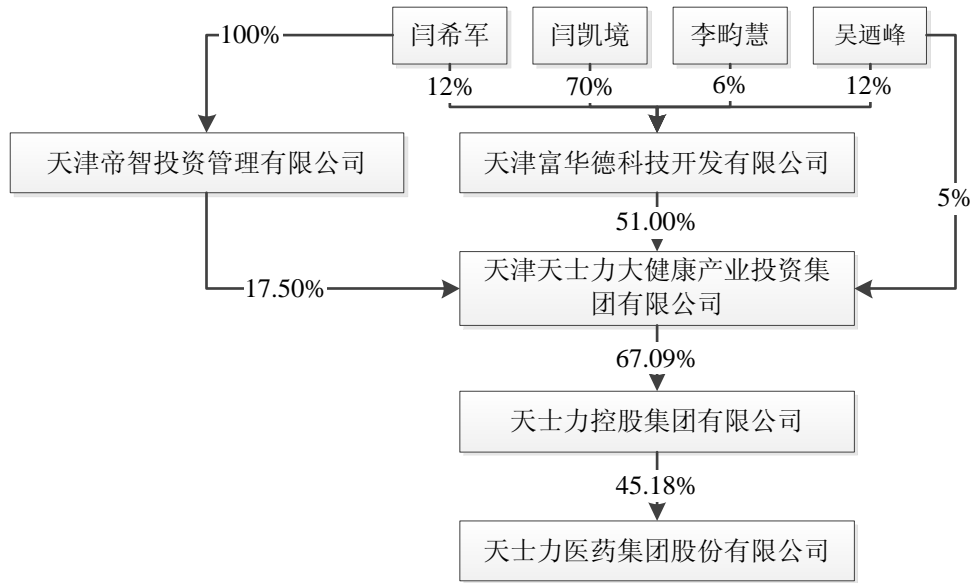 100%
闫希军
闫凯境
李畇慧
吴迺峰
12%
70%
6%
12%
天津帝智投资管理有限公司
天津富华德科技开发有限公司
5%
51.00%
天津天士力大健康产业投资集
团有限公司
17.50%
67.09%
天士力控股集团有限公司
45.18%
天士力医药集团股份有限公司